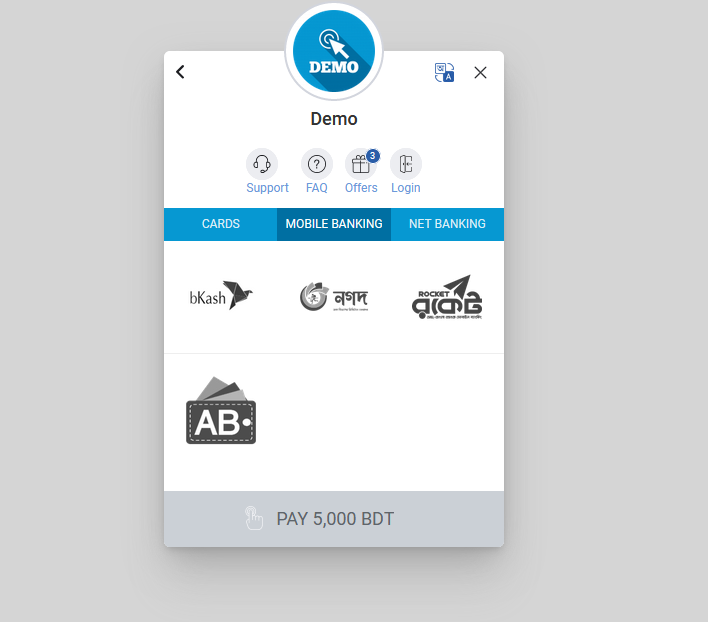 DEMO
A
Demo
3
Support
FAQ
Offers
Login
CARDS
MOBILE BANKING
NET BANKING
bKash
নগদ
ROCKET
রকেট
AB
PAY 5,000 BDT